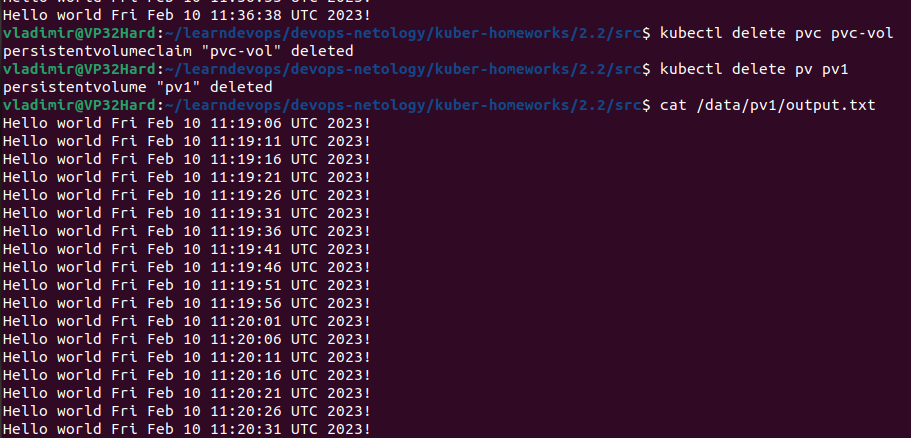 Hello world Fri Feb 10 11:36:38 UTC 2023!
vladimir@VP32Hard:~/learndevops/devops-netology/kuber-homeworks/2.2/src$ kubectl delete pvc pvc-vol
persistentvolumeclaim "pvc-vol" deleted
vladimir@VP32Hard:~/learndevops/devops-netology/kuber-homeworks/2.2/src$ kubectl delete pv pv1
persistentvolume "pv1" deleted
vladimir@VP32Hard:~/learndevops/devops-netology/kuber-homeworks/2.2/src$ cat /data/pv1/output.txt
Hello world Fri Feb 10 11:19:06 UTC 2023!
Hello world Fri Feb 10 11:19:11 UTC 2023!
Hello world Fri Feb 10 11:19:16 UTC 2023!
Hello world Fri Feb 10 11:19:21 UTC 2023!
Hello world Fri Feb 10 11:19:26 UTC 2023!
Hello world Fri Feb 10 11:19:31 UTC 2023!
Hello world Fri Feb 10 11:19:36 UTC 2023!
Hello world Fri Feb 10 11:19:41 UTC 2023!
Hello world Fri Feb 10 11:19:46 UTC 2023!
Hello world Fri Feb 10 11:19:51 UTC 2023!
Hello world Fri Feb 10 11:19:56 UTC 2023!
Hello world Fri Feb 10 11:20:01 UTC 2023!
Hello world Fri Feb 10 11:20:06 UTC 2023!
Hello world Fri Feb 10 11:20:11 UTC 2023!
Hello world Fri Feb 10 11:20:16 UTC 2023!
Hello world Fri Feb 10 11:20:21 UTC 2023!
Hello world Fri Feb 10 11:20:26 UTC 2023!
Hello world Fri Feb 10 11:20:31 UTC 2023!